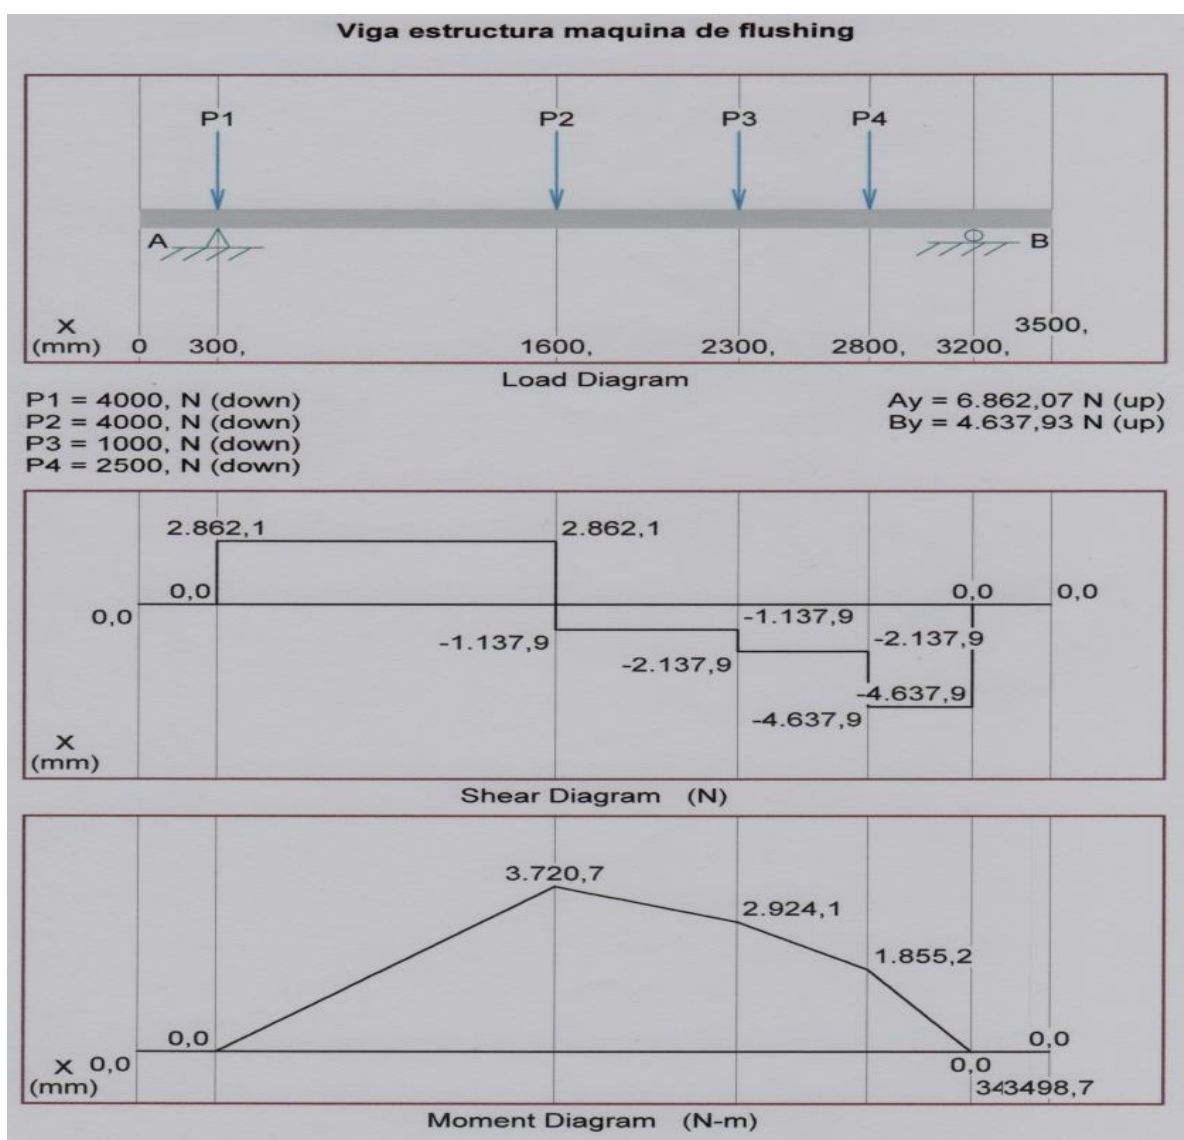 Viga estructura maquina de flushing
P1 P2 P3 P4
A B
X
(mm) 0 300, 1600, 2300, 2800, 3200, 3500,
Load Diagram
P1 = 4000, N (down)
P2 = 4000, N (down)
P3 = 1000, N (down)
P4 = 2500, N (down)
Ay = 6.862,07 N (up)
By = 4.637,93 N (up)
2.862,1 2.862,1
0,0 0,0 0,0
0,0 -1.137,9 -1.137,9
-2.137,9 -2.137,9
-4.637,9 -4.637,9
X
(mm)
Shear Diagram (N)
3.720,7
2.924,1
1.855,2
0,0 0,0
X 0,0 0,0
(mm) 343498,7
Moment Diagram (N-m)